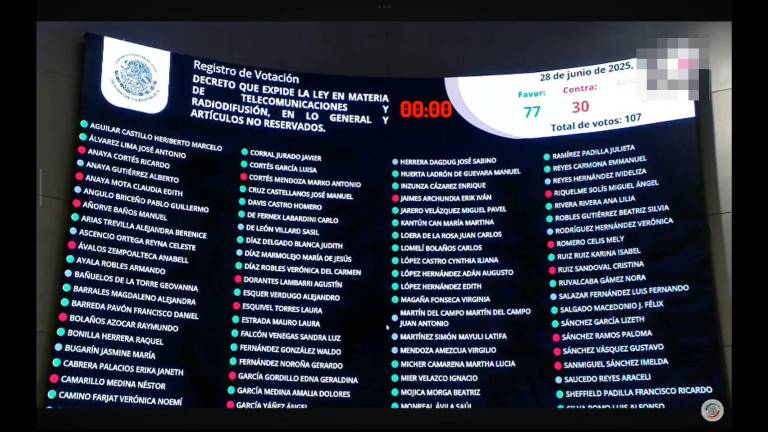 Registro de Votación
DECRETO QUE EXPIDE LA LEY EN MATERIA
DE TELECOMUNICACIONES Y
RADIODIFUSIÓN, EN LO GENERAL Y
ARTÍCULOS NO RESERVADOS.
00:00
28 de junio de 2025,
Favor: Contra:
77 30
Total de votos: 107
AGUILAR CASTILLO HERIBERTO MARCELO
ÁLVAREZ LIMA JOSÉ ANTONIO
ANAYA CORTÉS RICARDO
ANAYA GUTIÉRREZ ALBERTO
ANAYA MOTA CLAUDIA EDITH
ANGULO BRICEÑO PABLO GUILLERMO
AÑORVE BAÑOS MANUEL
ARIAS TREVILLA ALEJANDRA BERENICE
ASCENCIO ORTEGA REYNA CELESTE
ÁVALOS ZEMPOALTECA ANABELL
AYALA ROBLES ARMANDO
BAÑUELOS DE LA TORRE GEOVANNA
BARRALES MAGDALENO ALEJANDRA
BARREDA PAVÓN FRANCISCO DANIEL
BOLAÑOS AZOCAR RAYMUNDO
BONILLA HERRERA RAQUEL
BUGARÍN JASMINE MARÍA
CABRERA PALACIOS ERIKA JANETH
CAMARILLO MEDINA NÉSTOR
CAMINO FARJAT VERÓNICA NOEMÍ
CORRAL JURADO JAVIER
CORTÉS GARCÍA LUISA
CORTÉS MENDOZA MARKO ANTONIO
CRUZ CASTELLANOS JOSÉ MANUEL
DAVIS CASTRO HOMERO
DE FERNEX LABARDINI CARLO
DE LEÓN VILLARD SASIL
DÍAZ DELGADO BLANCA JUDITH
DÍAZ MARMOLEJO MARÍA DE JESÚS
DÍAZ ROBLES VERÓNICA DEL CARMEN
DORANTES LAMBARRI AGUSTÍN
ESQUER VERDUGO ALEJANDRO
ESQUIVEL TORRES LAURA
ESTRADA MAURO LAURA
FALCÓN VENEGAS SANDRA LUZ
FERNÁNDEZ GONZÁLEZ WALDO
FERNÁNDEZ NOROÑA GERARDO
GARCÍA GORDILLO EDNA GERALDINA
GARCÍA MEDINA AMALIA DOLORES
GARCÍA YÁÑEZ ÁNGEL
HERRERA DAGDUG JOSÉ SABINO
HUERTA LADRÓN DE GUEVARA MANUEL
INZUNZA CÁZAREZ ENRIQUE
JAIMES ARCHUNDIA ERIK IVÁN
JARERO VELÁZQUEZ MIGUEL PAVEL
KANTÚN CAN MARÍA MARTINA
LOERA DE LA ROSA JUAN CARLOS
LOMELÍ BOLAÑOS CARLOS
LÓPEZ CASTRO CYNTHIA ILIANA
LÓPEZ HERNÁNDEZ ADÁN AUGUSTO
LÓPEZ HERNÁNDEZ EDITH
MAGAÑA FONSECA VIRGINIA
MARTÍN DEL CAMPO MARTÍN DEL CAMPO
JUAN ANTONIO
MARTÍNEZ SIMÓN MAYULI LATIFA
MENDOZA AMEZCUA VIRGILIO
MICHER CAMARENA MARTHA LUCIA
MIER VELAZCO IGNACIO
MOJICA MORGA BEATRIZ
MONREAL ÁVILA SAÚL
RAMÍREZ PADILLA JULIETA
REYES CARMONA EMMANUEL
REYES HERNÁNDEZ IVIDELIZA
RIQUELME SOLÍS MIGUEL ÁNGEL
RIVERA RIVERA ANA LILIA
ROBLES GUTIÉRREZ BEATRIZ SILVIA
RODRÍGUEZ HERNÁNDEZ VERÓNICA
ROMERO CELIS MELY
RUIZ RUIZ KARINA ISABEL
RUIZ SANDOVAL CRISTINA
RUVALCABA GÁMEZ NORA
SALAZAR FERNÁNDEZ LUIS FERNANDO
SALGADO MACEDONIO J. FÉLIX
SÁNCHEZ GARCÍA LIZETH
SÁNCHEZ RAMOS PALOMA
SÁNCHEZ VÁSQUEZ GUSTAVO
SANMIGUEL SÁNCHEZ IMELDA
SAUCEDO REYES ARACELI
SHEFFIELD PADILLA FRANCISCO RICARDO
SILVA ROMO LUIS ALFONSO